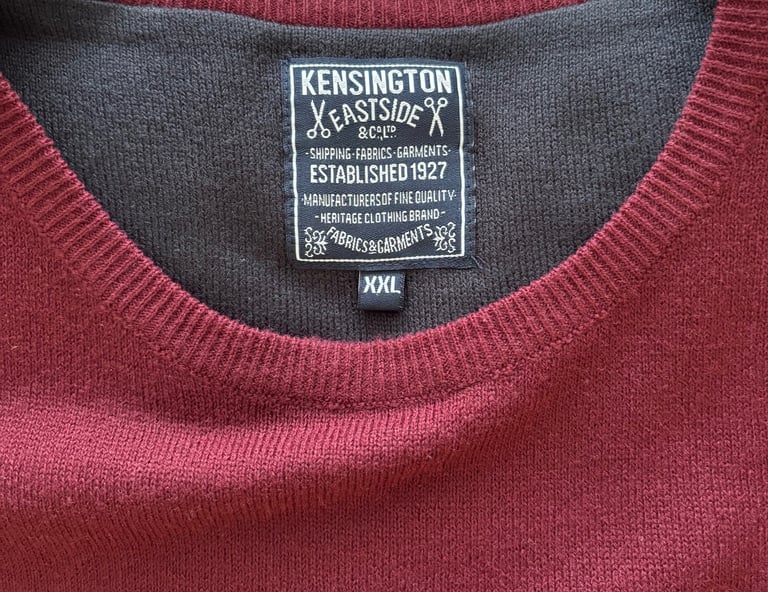 KENSINGTON
EASTSIDE
& CO. LTD.
-SHIPPING-FABRICS-GARMENTS-
ESTABLISHED 1927
-MANUFACTURERS OF FINE QUALITY-
-HERITAGE CLOTHING BRAND-
FABRICS & GARMENTS
XXL